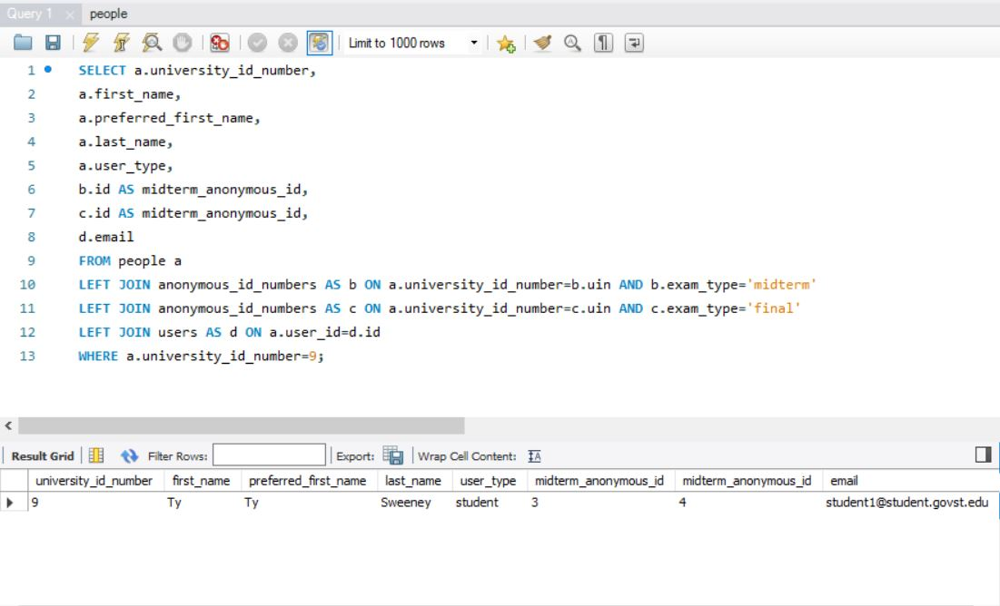 Query 1 people
Limit to 1000 rows
1 SELECT a.university_id_number,
2 a.first_name,
3 a.preferred_first_name,
4 a.last_name,
5 a.user_type,
6 b.id AS midterm_anonymous_id,
7 c.id AS midterm_anonymous_id,
8 d.email
9 FROM people a
10 LEFT JOIN anonymous_id_numbers AS b ON a.university_id_number=b.uin AND b.exam_type='midterm'
11 LEFT JOIN anonymous_id_numbers AS c ON a.university_id_number=c.uin AND c.exam_type='final'
12 LEFT JOIN users AS d ON a.user_id=d.id
13 WHERE a.university_id_number=9;
Result Grid Filter Rows: Export: Wrap Cell Content: IA
university_id_number first_name preferred_first_name last_name user_type midterm_anonymous_id midterm_anonymous_id email
9 Ty Ty Sweeney student 3 4 student1@student.govst.edu